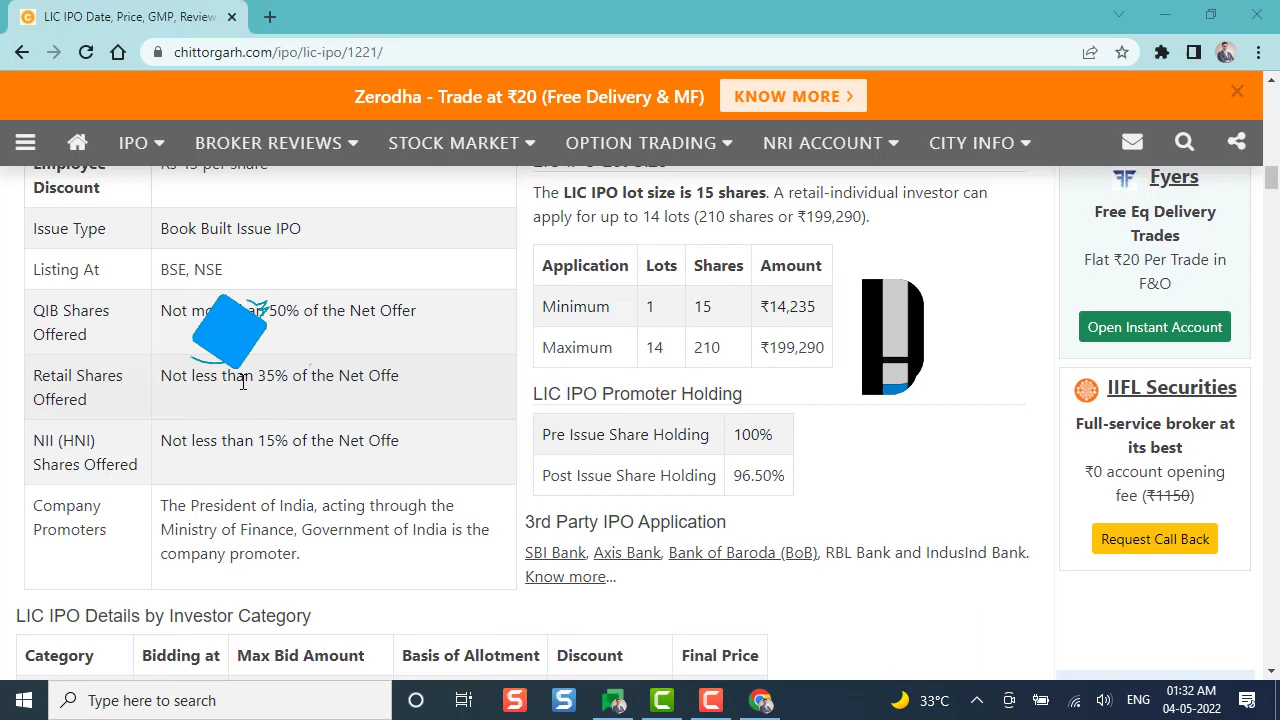 LIC IPO Date, Price, GMP, Review
chittorgarh.com/ipo/lic-ipo/1221/
Zerodha - Trade at ₹20 (Free Delivery & MF)
KNOW MORE
IPO
BROKER REVIEWS
STOCK MARKET
OPTION TRADING
NRI ACCOUNT
CITY INFO
Employee
Discount
Rs 45 per share
Issue Type
Book Built Issue IPO
Listing At
BSE, NSE
QIB Shares
Offered
50% of the Net Offer
Retail Shares
Offered
Not less than 35% of the Net Offe
NII (HNI)
Shares Offered
Not less than 15% of the Net Offe
Company
Promoters
The President of India, acting through the
Ministry of Finance, Government of India is the
company promoter.
LIC IPO Details by Investor Category
Category
Bidding at
Max Bid Amount
Basis of Allotment
Discount
Final Price
LIC IPO Lot Size
The LIC IPO lot size is 15 shares. A retail-individual investor can
apply for up to 14 lots (210 shares or ₹199,290).
Application Lots Shares Amount
Minimum 1 15 ₹14,235
Maximum 14 210 ₹199,290
LIC IPO Promoter Holding
Pre Issue Share Holding 100%
Post Issue Share Holding 96.50%
3rd Party IPO Application
SBI Bank, Axis Bank, Bank of Baroda (BoB), RBL Bank and IndusInd Bank.
Know more...
Fyers
Free Eq Delivery
Trades
Flat ₹20 Per Trade in
F&O
Open Instant Account
IIFL Securities
Full-service broker at
its best
₹0 account opening
fee (₹1150)
Request Call Back
Type here to search
33°C
ENG
01:32 AM
04-05-2022